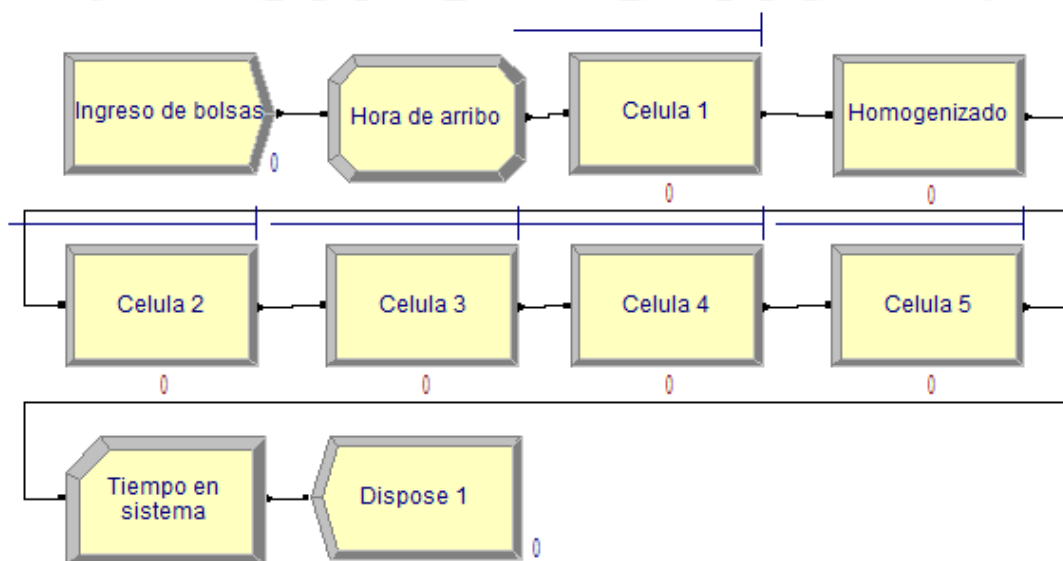 Ingreso de bolsas
Hora de arribo
Celula 1
Homogenizado
0
0
0
Celula 2
Celula 3
Celula 4
Celula 5
0
0
0
0
Tiempo en
sistema
Dispose 1
0